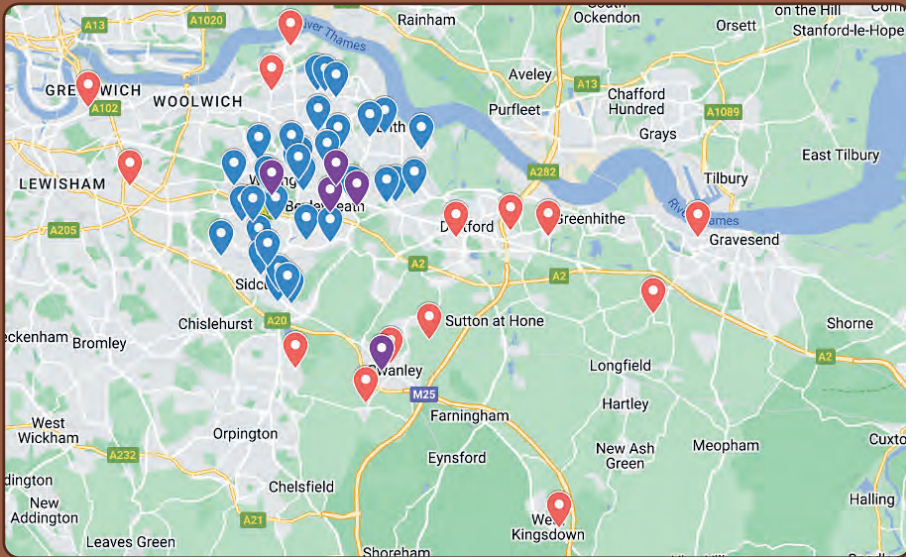 South
Ockendon
on the Hill
A13
A1020
Rainham
Orsett
Stanford-le-Hope
River Thames
Aveley
A13
Chafford
Hundred
GREENWICH
A102
WOOLWICH
Purfleet
A1089
Grays
East Tilbury
LEWISHAM
A282
Tilbury
River Thames
Dartford
Greenhithe
A205
Gravesend
A2
A2
Chislehurst
A20
Sutton at Hone
Shorne
eckenham
Bromley
A2
Swanley
Longfield
M25
Hartley
Farningham
West
Wickham
Orpington
Meopham
A232
New Ash
Green
Eynsford
dington
Chelsfield
Halling
New
Addington
A21
West
Kingsdown
Leaves Green
Shoreham